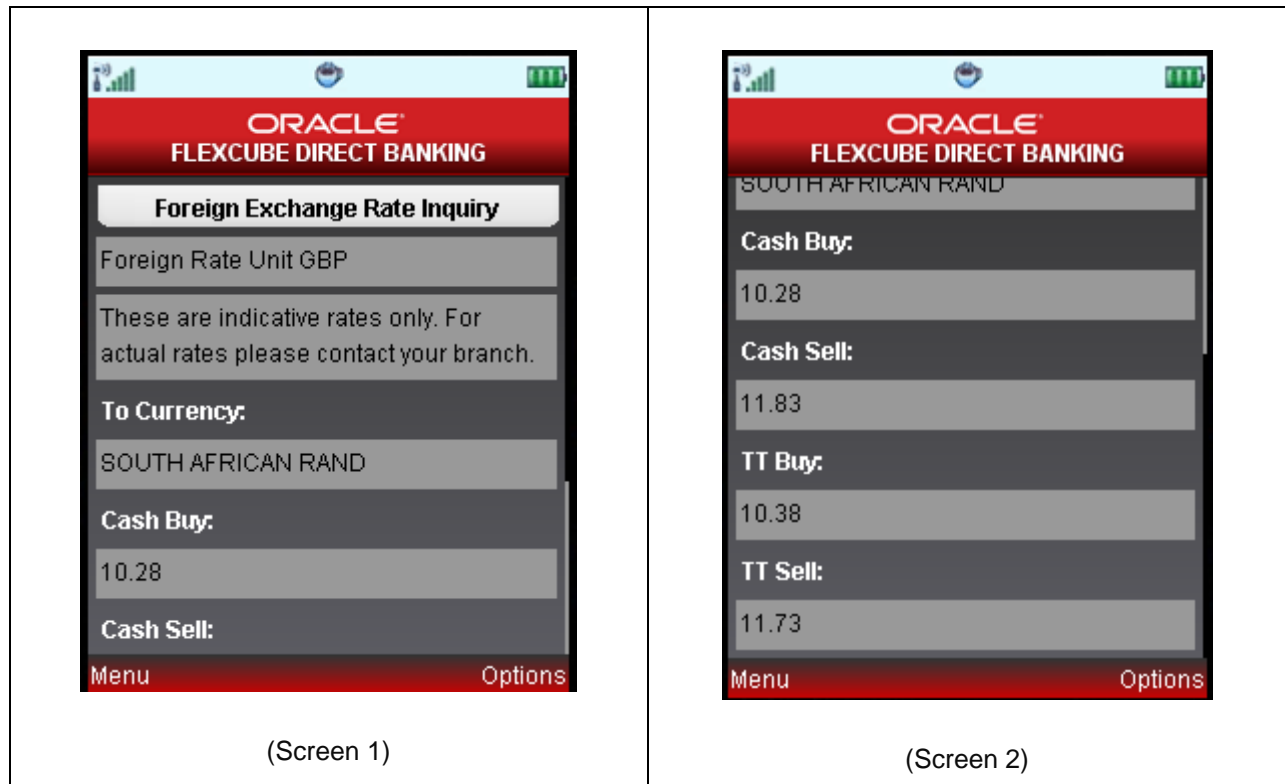 ORACLE
FLEXCUBE DIRECT BANKING
Foreign Exchange Rate Inquiry
Foreign Rate Unit GBP
These are indicative rates only. For
actual rates please contact your branch.
To Currency:
SOUTH AFRICAN RAND
Cash Buy:
10.28
Cash Sell:
Menu Options
(Screen 1)
ORACLE
FLEXCUBE DIRECT BANKING
SOUTH AFRICAN RAND
Cash Buy:
10.28
Cash Sell:
11.83
TT Buy:
10.38
TT Sell:
11.73
Menu Options
(Screen 2)